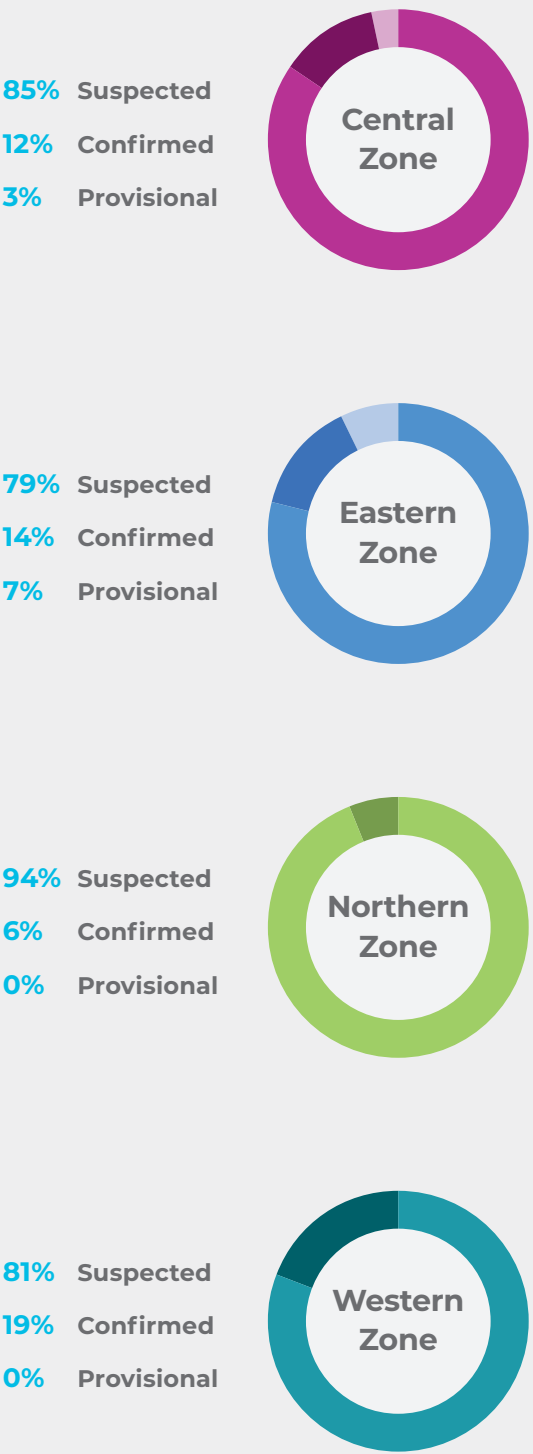 85% Suspected
12% Confirmed
3% Provisional
Central
Zone
79% Suspected
14% Confirmed
7% Provisional
Eastern
Zone
94% Suspected
6% Confirmed
0% Provisional
Northern
Zone
81% Suspected
19% Confirmed
0% Provisional
Western
Zone